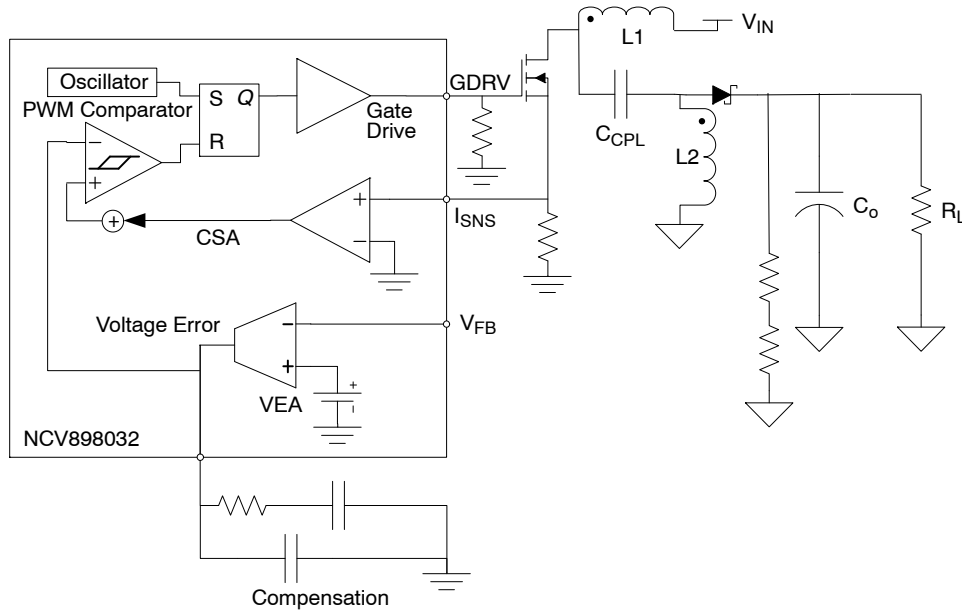 V_IN
L1
Oscillator
PWM Comparator
S Q
R
Gate
Drive
GDRV
C_CPL
L2
− +
CSA
+
+
−
I_SNS
C_o
R_L
Voltage Error
−
+
VEA
V_FB
+
−
NCV898032
Compensation